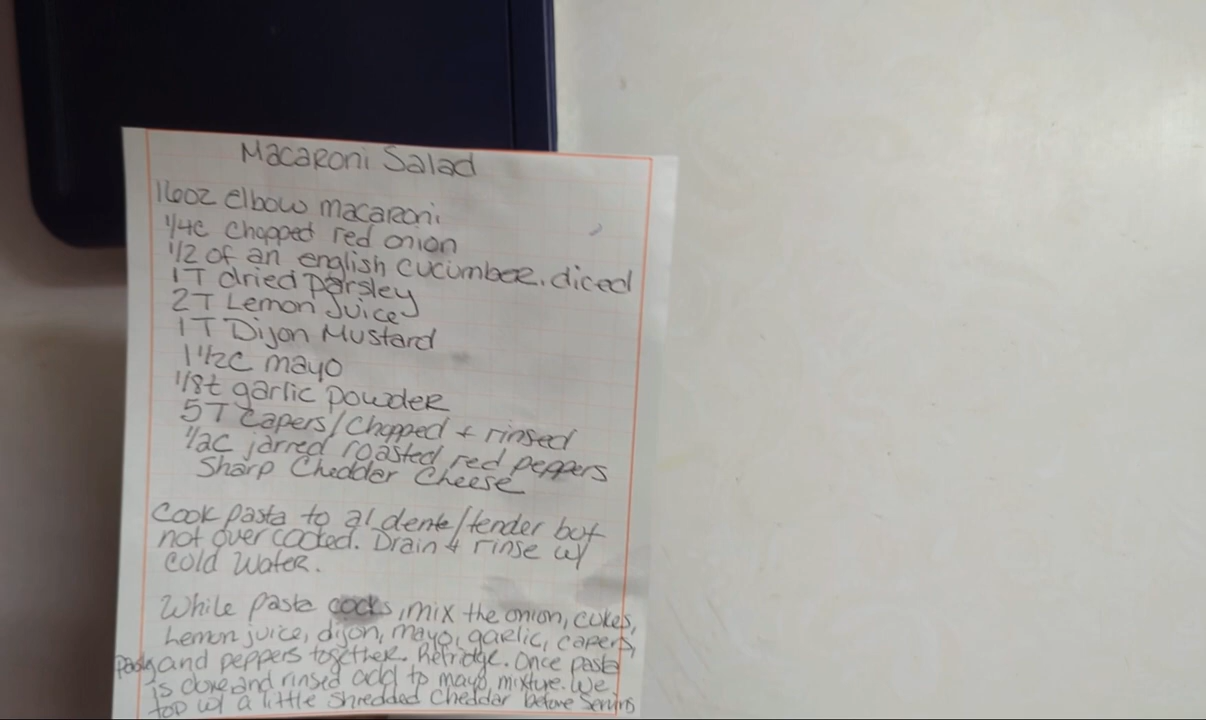 Macaroni Salad
16oz elbow macaroni
1/4c chopped red onion
1/2 of an english cucumber, diced
1T dried parsley
2T Lemon Juice
1T Dijon Mustard
1 1/2c mayo
1/8t garlic powder
5T capers/chopped + rinsed
1/2c jarred roasted red peppers
Sharp Cheddar Cheese
Cook pasta to al dente/tender but
not over cooked. Drain + rinse w/
cold water.
While pasta cooks, mix the onion, cukes,
Lemon juice, dijon, mayo, garlic, capers,
and peppers together. Refridge. Once pasta
is done and rinsed add to mayo mixture. We
top w/ a little shredded cheddar before serving